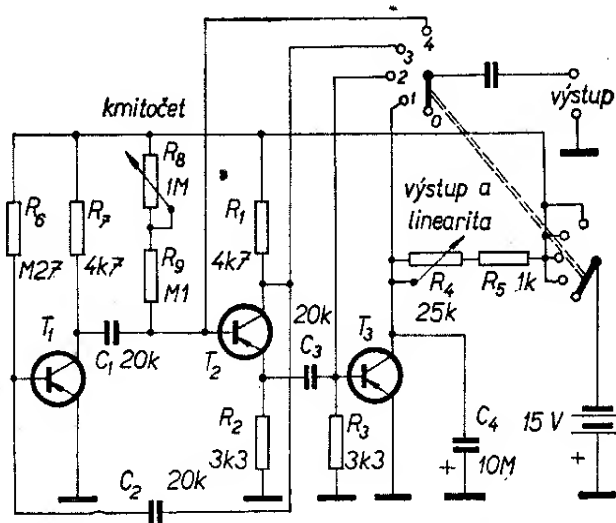 4
3
2
1
0
výstup
kmitočet
R8
1M
výstup a
linearita
R6
M27
R7
4k7
R9
M1
R1
4k7
R4
25k
R5 1k
T1
C1 20k
T2
20k
C3
T3
R2
3k3
R3
3k3
C4
10M
+
15 V
+
C2 20k